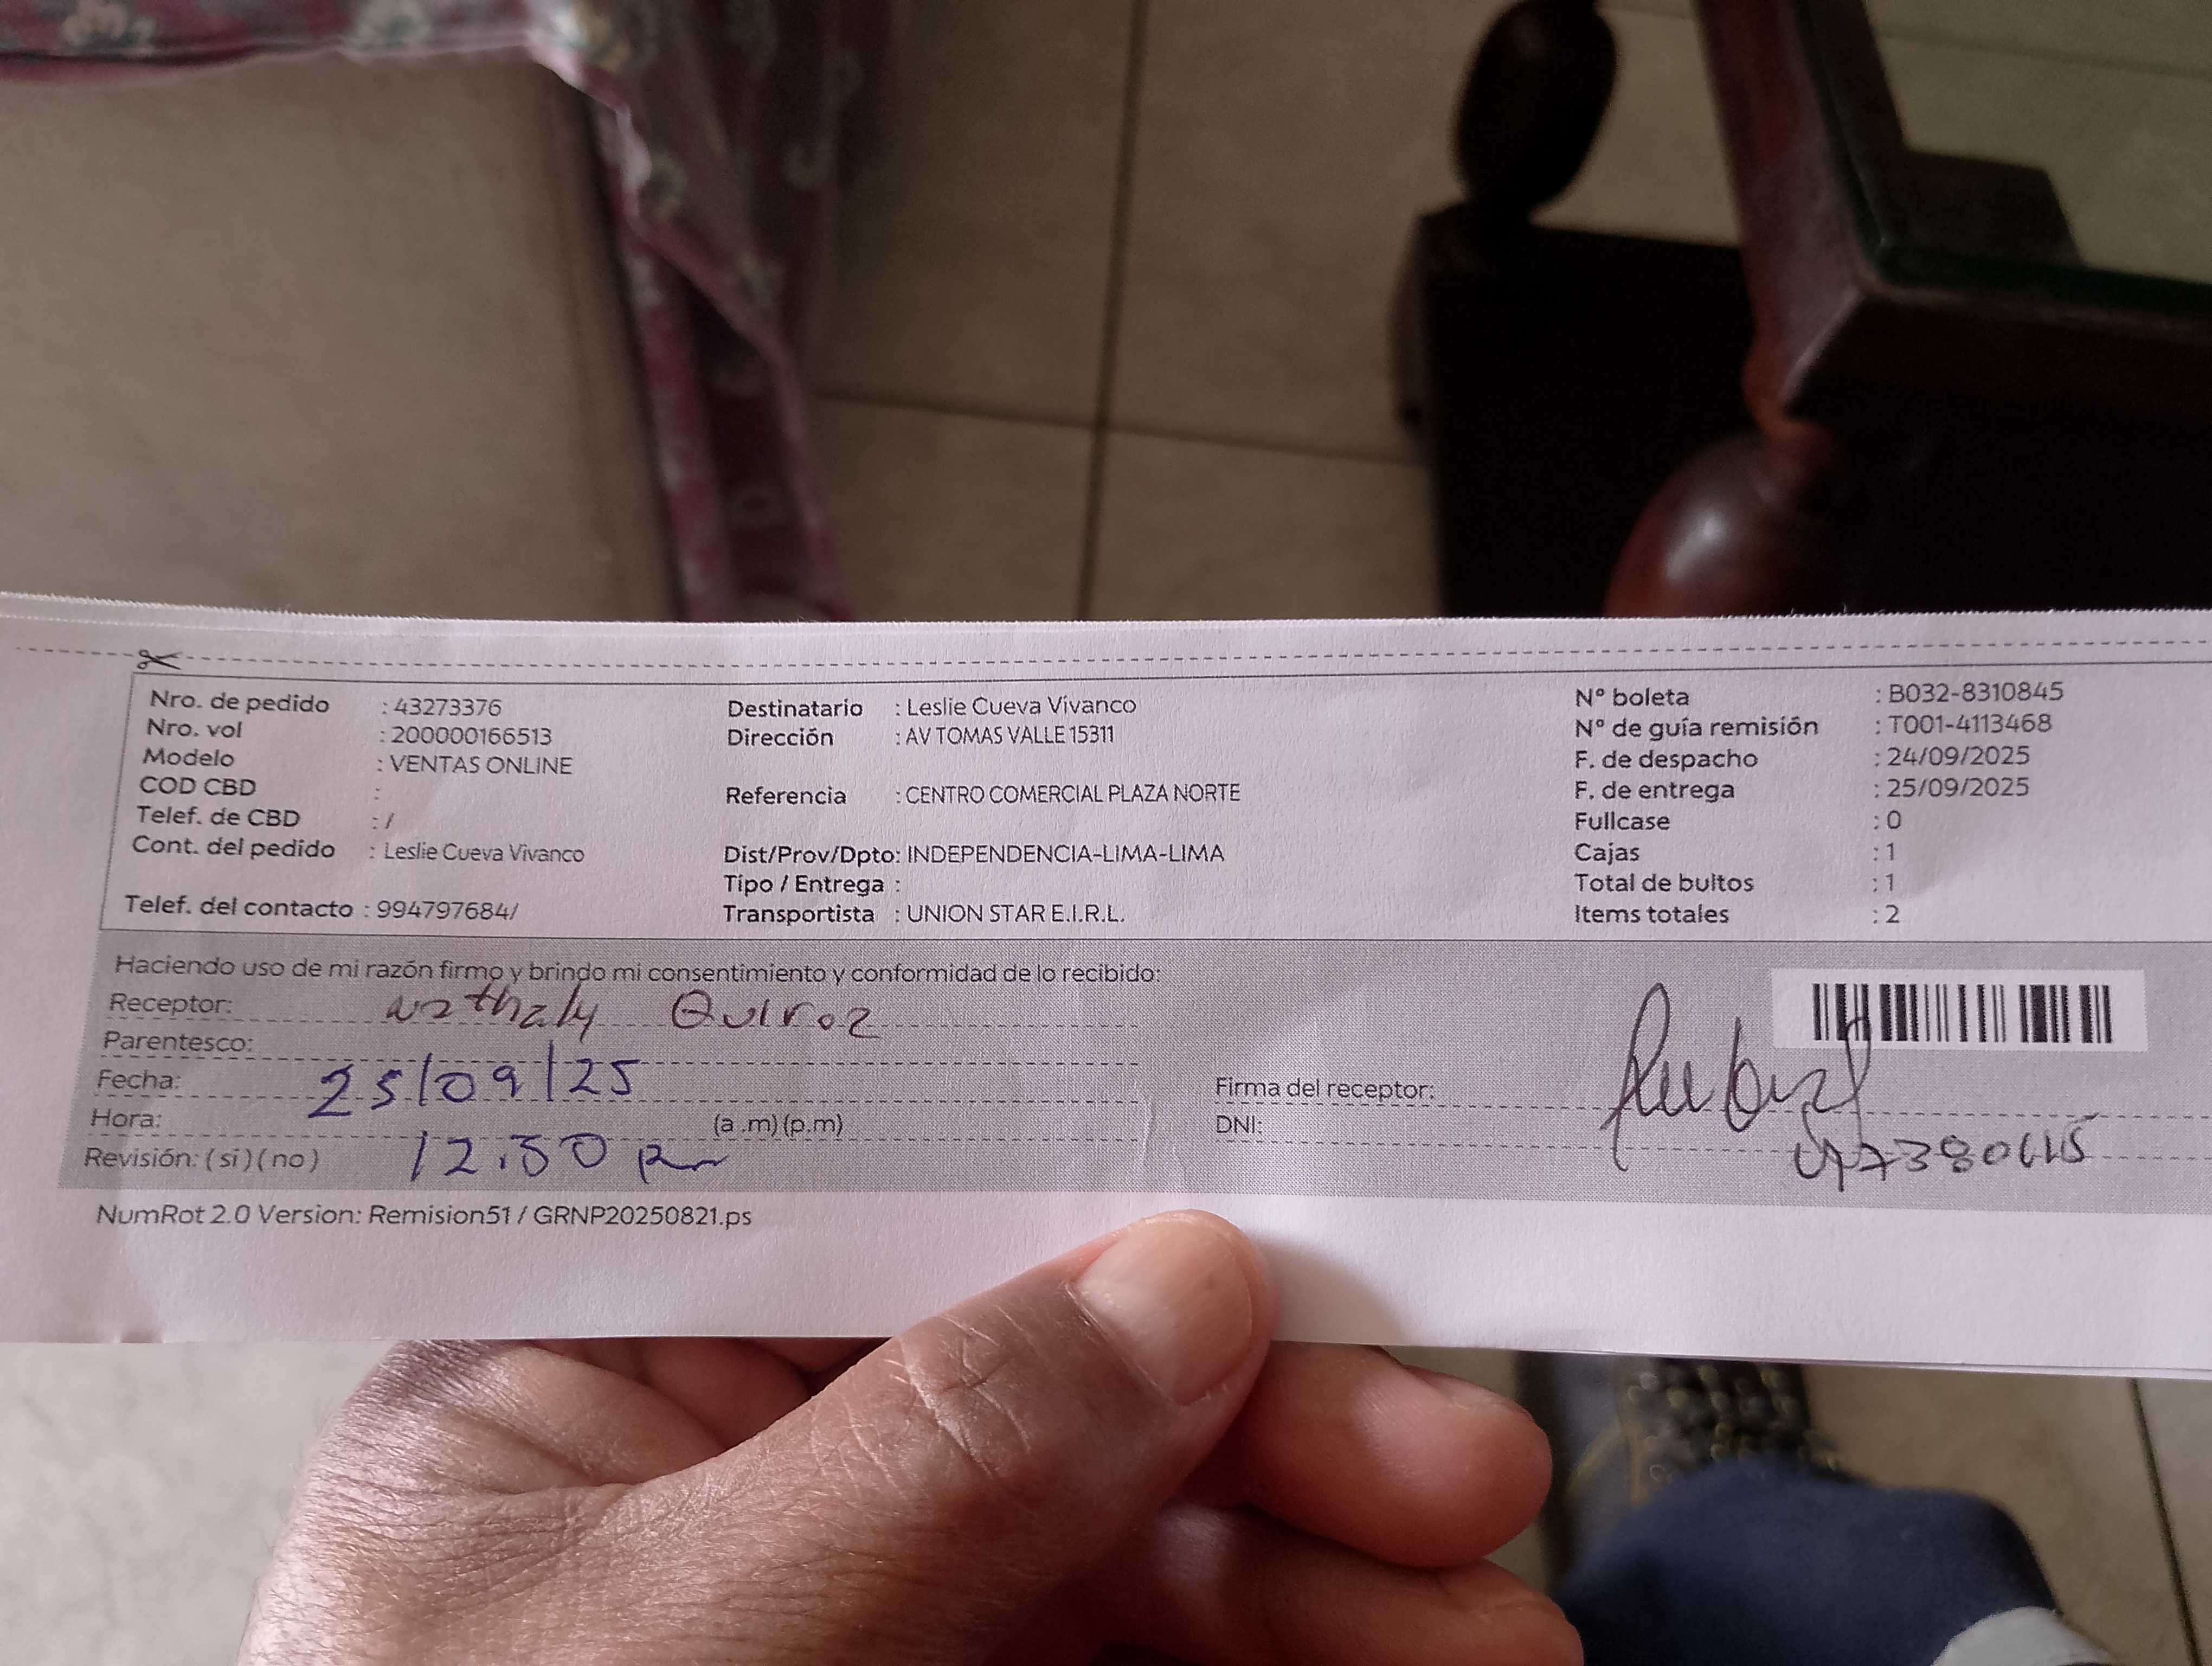 Nro. de pedido : 43273376
Nro. vol : 200000166513
Modelo : VENTAS ONLINE
COD CBD :
Telef. de CBD : /
Cont. del pedido : Leslie Cueva Vivanco
Telef. del contacto : 994797684/
Destinatario : Leslie Cueva Vivanco
Dirección : AV TOMAS VALLE 15311
Referencia : CENTRO COMERCIAL PLAZA NORTE
Dist/Prov/Dpto: INDEPENDENCIA-LIMA-LIMA
Tipo / Entrega :
Transportista : UNION STAR E.I.R.L.
Nº boleta : B032-8310845
Nº de guía remisión : T001-4113468
F. de despacho : 24/09/2025
F. de entrega : 25/09/2025
Fullcase : 0
Cajas : 1
Total de bultos : 1
Items totales : 2
Haciendo uso de mi razón firmo y brindo mi consentimiento y conformidad de lo recibido:
Receptor: Nathaly Quiroz
Parentesco:
Fecha: 25/09/25
Hora: (a .m) (p.m)
Revisión: ( si ) ( no ) 12.30 pm
Firma del receptor:
DNI:
NumRot 2.0 Version: Remision51 / GRNP20250821.ps